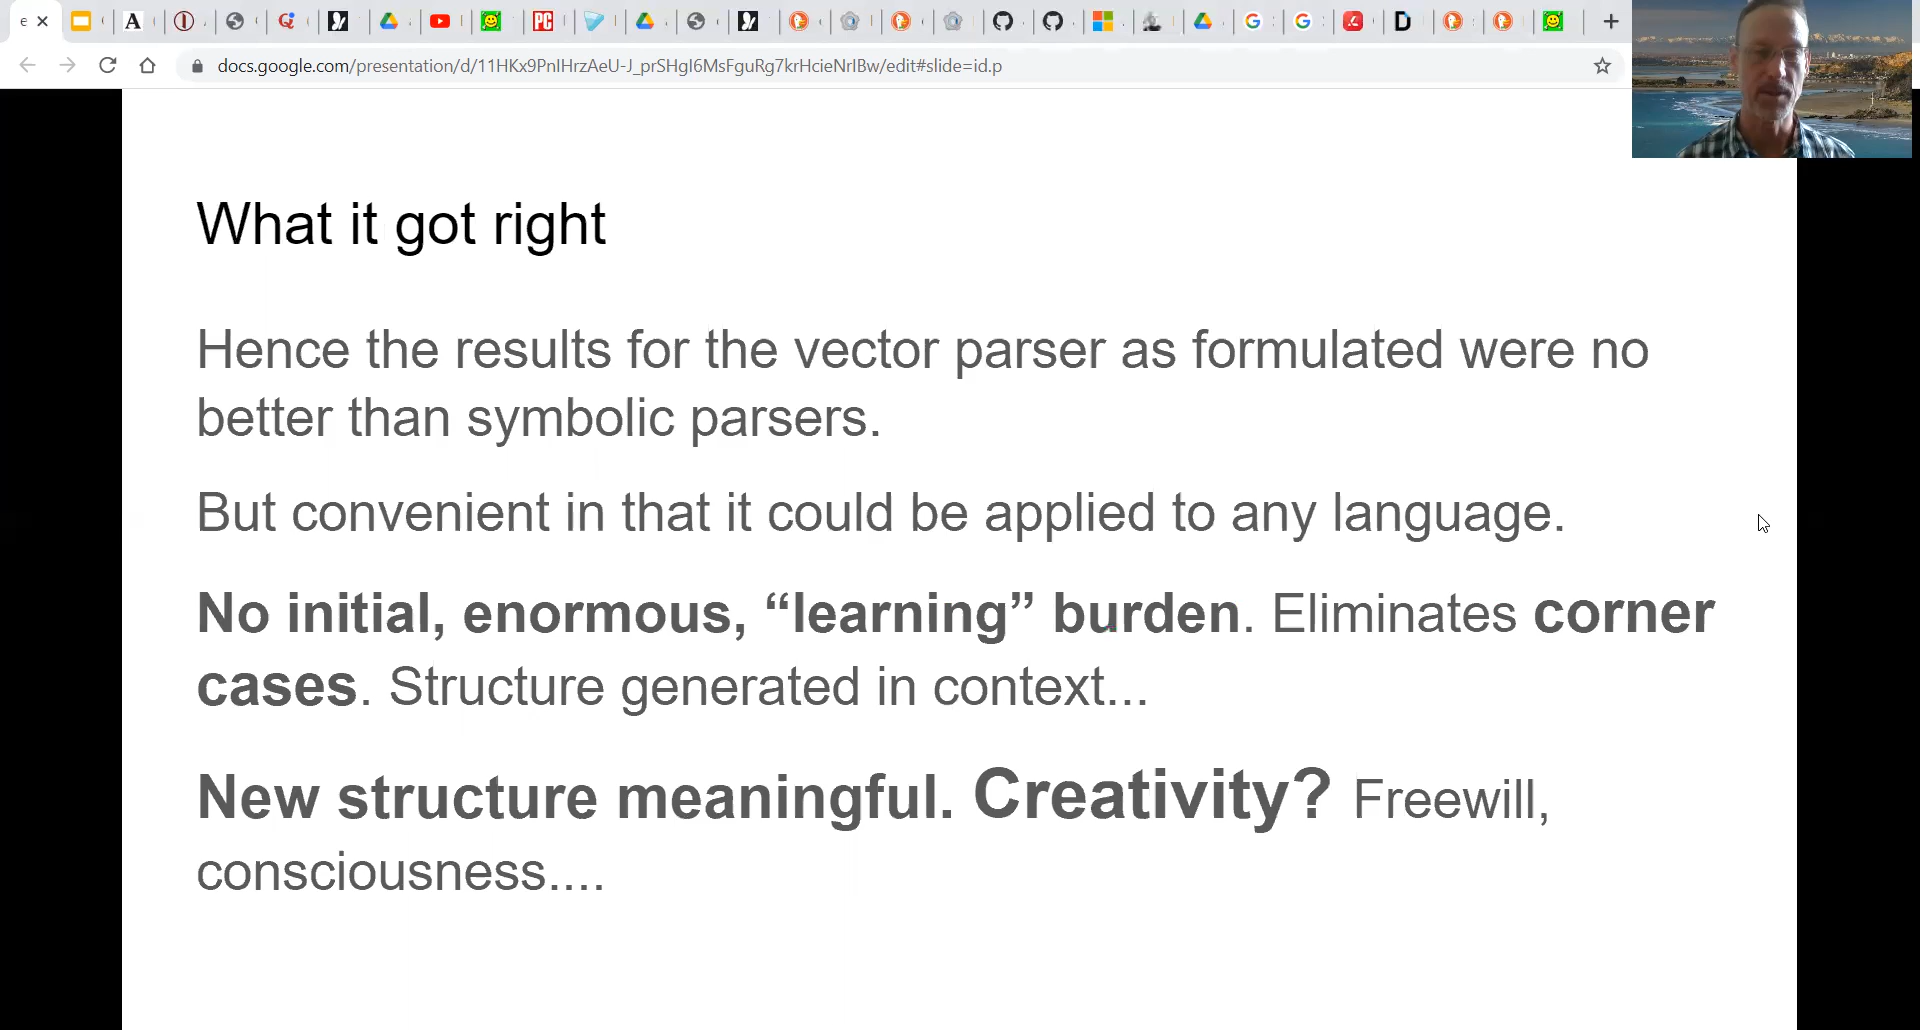 docs.google.com/presentation/d/11HKx9PnIHrzAeU-J_prSHgI6MsFguRg7krHcieNrIBw/edit#slide=id.p
What it got right
Hence the results for the vector parser as formulated were no
better than symbolic parsers.
But convenient in that it could be applied to any language.
No initial, enormous, “learning” burden. Eliminates corner
cases. Structure generated in context...
New structure meaningful. Creativity? Freewill,
consciousness....